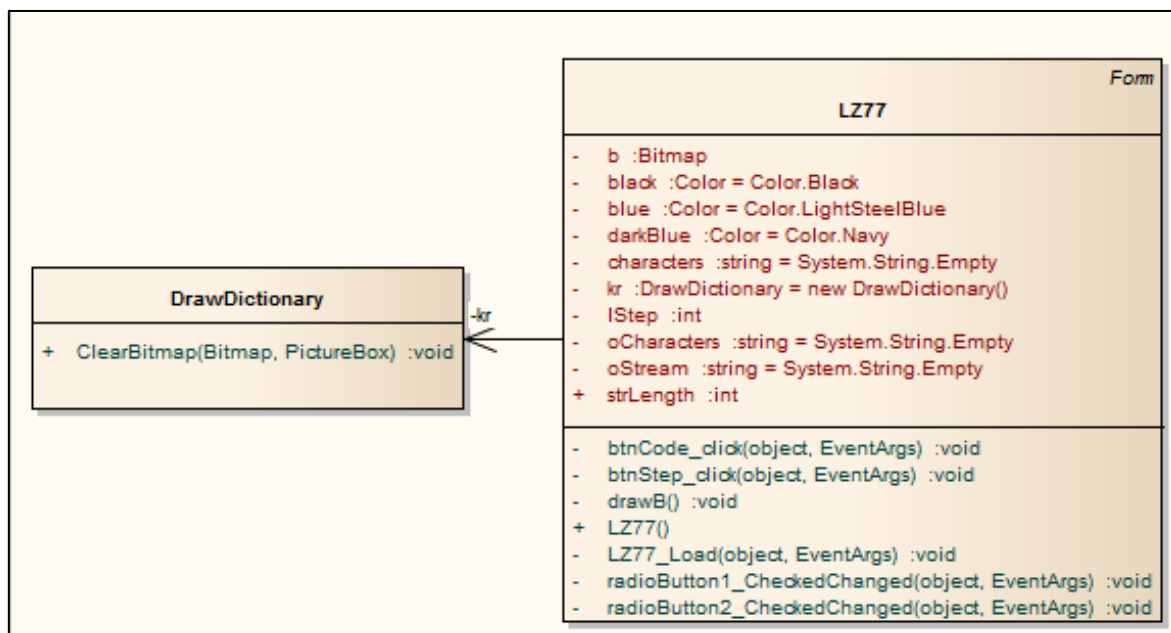 DrawDictionary
+ ClearBitmap(Bitmap, PictureBox) :void
-kr
Form
LZ77
- b :Bitmap
- black :Color = Color.Black
- blue :Color = Color.LightSteelBlue
- darkBlue :Color = Color.Navy
- characters :string = System.String.Empty
- kr :DrawDictionary = new DrawDictionary()
- lStep :int
- oCharacters :string = System.String.Empty
- oStream :string = System.String.Empty
+ strLength :int
- btnCode_click(object, EventArgs) :void
- btnStep_click(object, EventArgs) :void
- drawB() :void
+ LZ77()
- LZ77_Load(object, EventArgs) :void
- radioButton1_CheckedChanged(object, EventArgs) :void
- radioButton2_CheckedChanged(object, EventArgs) :void